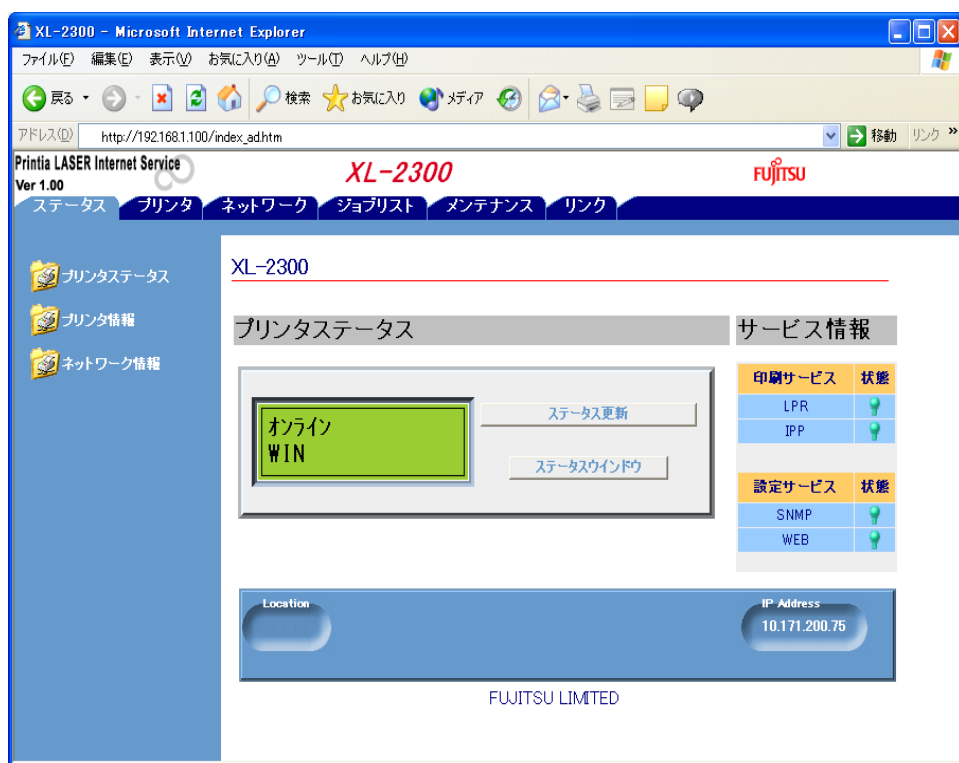 XL-2300 - Microsoft Internet Explorer
ファイル(F) 編集(E) 表示(V) お気に入り(A) ツール(T) ヘルプ(H)
戻る 検索 お気に入り メディア
アドレス(D) http://192.168.1.100/index_ad.htm 移動 リンク »
Printia LASER Internet Service
Ver 1.00
XL-2300
FUJITSU
ステータス プリンタ ネットワーク ジョブリスト メンテナンス リンク
プリンタステータス
プリンタ情報
ネットワーク情報
XL-2300
プリンタステータス
オンライン
WIN
ステータス更新
ステータスウインドウ
サービス情報
印刷サービス 状態
LPR
IPP
設定サービス 状態
SNMP
WEB
Location
IP Address
10.171.200.75
FUJITSU LIMITED